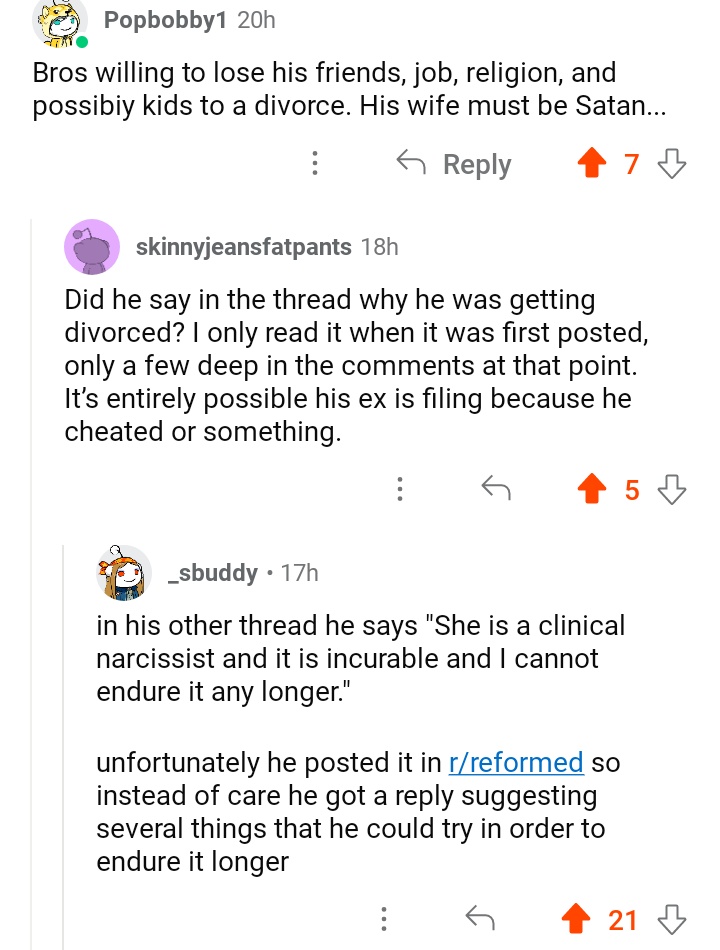 Popbobby1 20h
Bros willing to lose his friends, job, religion, and
possibiy kids to a divorce. His wife must be Satan...
Reply 7
skinnyjeansfatpants 18h
Did he say in the thread why he was getting
divorced? I only read it when it was first posted,
only a few deep in the comments at that point.
It’s entirely possible his ex is filing because he
cheated or something.
5
_sbuddy • 17h
in his other thread he says "She is a clinical
narcissist and it is incurable and I cannot
endure it any longer."
unfortunately he posted it in r/reformed so
instead of care he got a reply suggesting
several things that he could try in order to
endure it longer
21